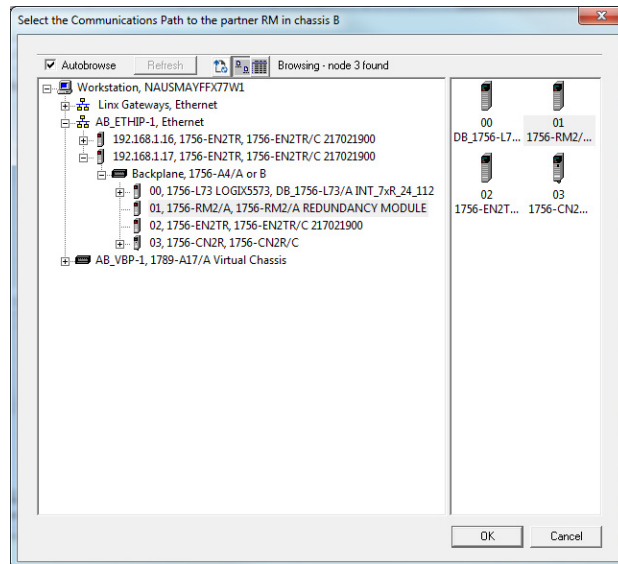 Select the Communications Path to the partner RM in chassis B
Autobrowse Refresh Browsing - node 3 found
Workstation, NAUSMAYFFX77W1
Linx Gateways, Ethernet
AB_ETHIP-1, Ethernet
192.168.1.16, 1756-EN2TR, 1756-EN2TR/C 217021900
192.168.1.17, 1756-EN2TR, 1756-EN2TR/C 217021900
Backplane, 1756-A4/A or B
00, 1756-L73 LOGIX5573, DB_1756-L73/A INT_7xR_24_112
01, 1756-RM2/A, 1756-RM2/A REDUNDANCY MODULE
02, 1756-EN2TR, 1756-EN2TR/C 217021900
03, 1756-CN2R, 1756-CN2R/C
AB_VBP-1, 1789-A17/A Virtual Chassis
00 01
DB_1756-L7... 1756-RM2/...
02 03
1756-EN2T... 1756-CN2...
OK Cancel